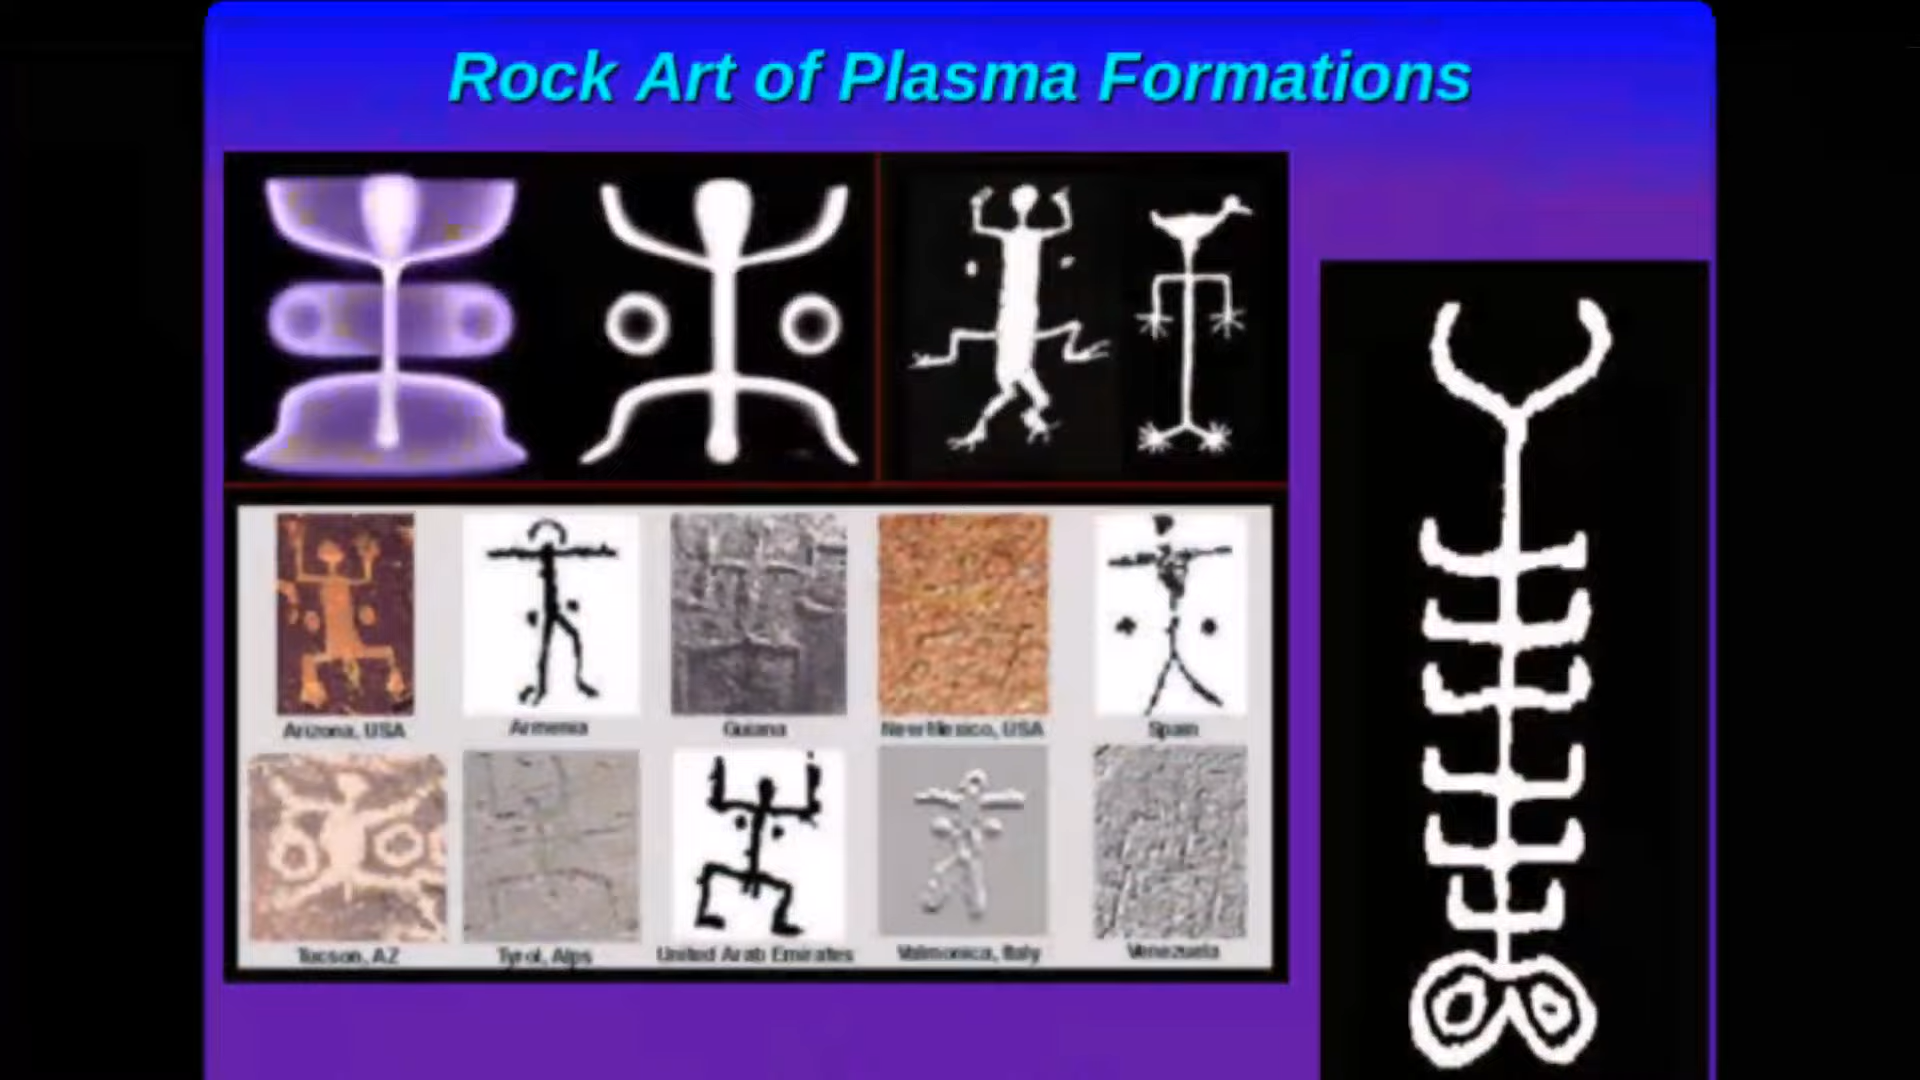 Rock Art of Plasma Formations
Arizona, USA
Armenia
Guiana
New Mexico, USA
Spain
Tucson, AZ
Tyrol, Alps
United Arab Emirates
Valmonica, Italy
Venezuela